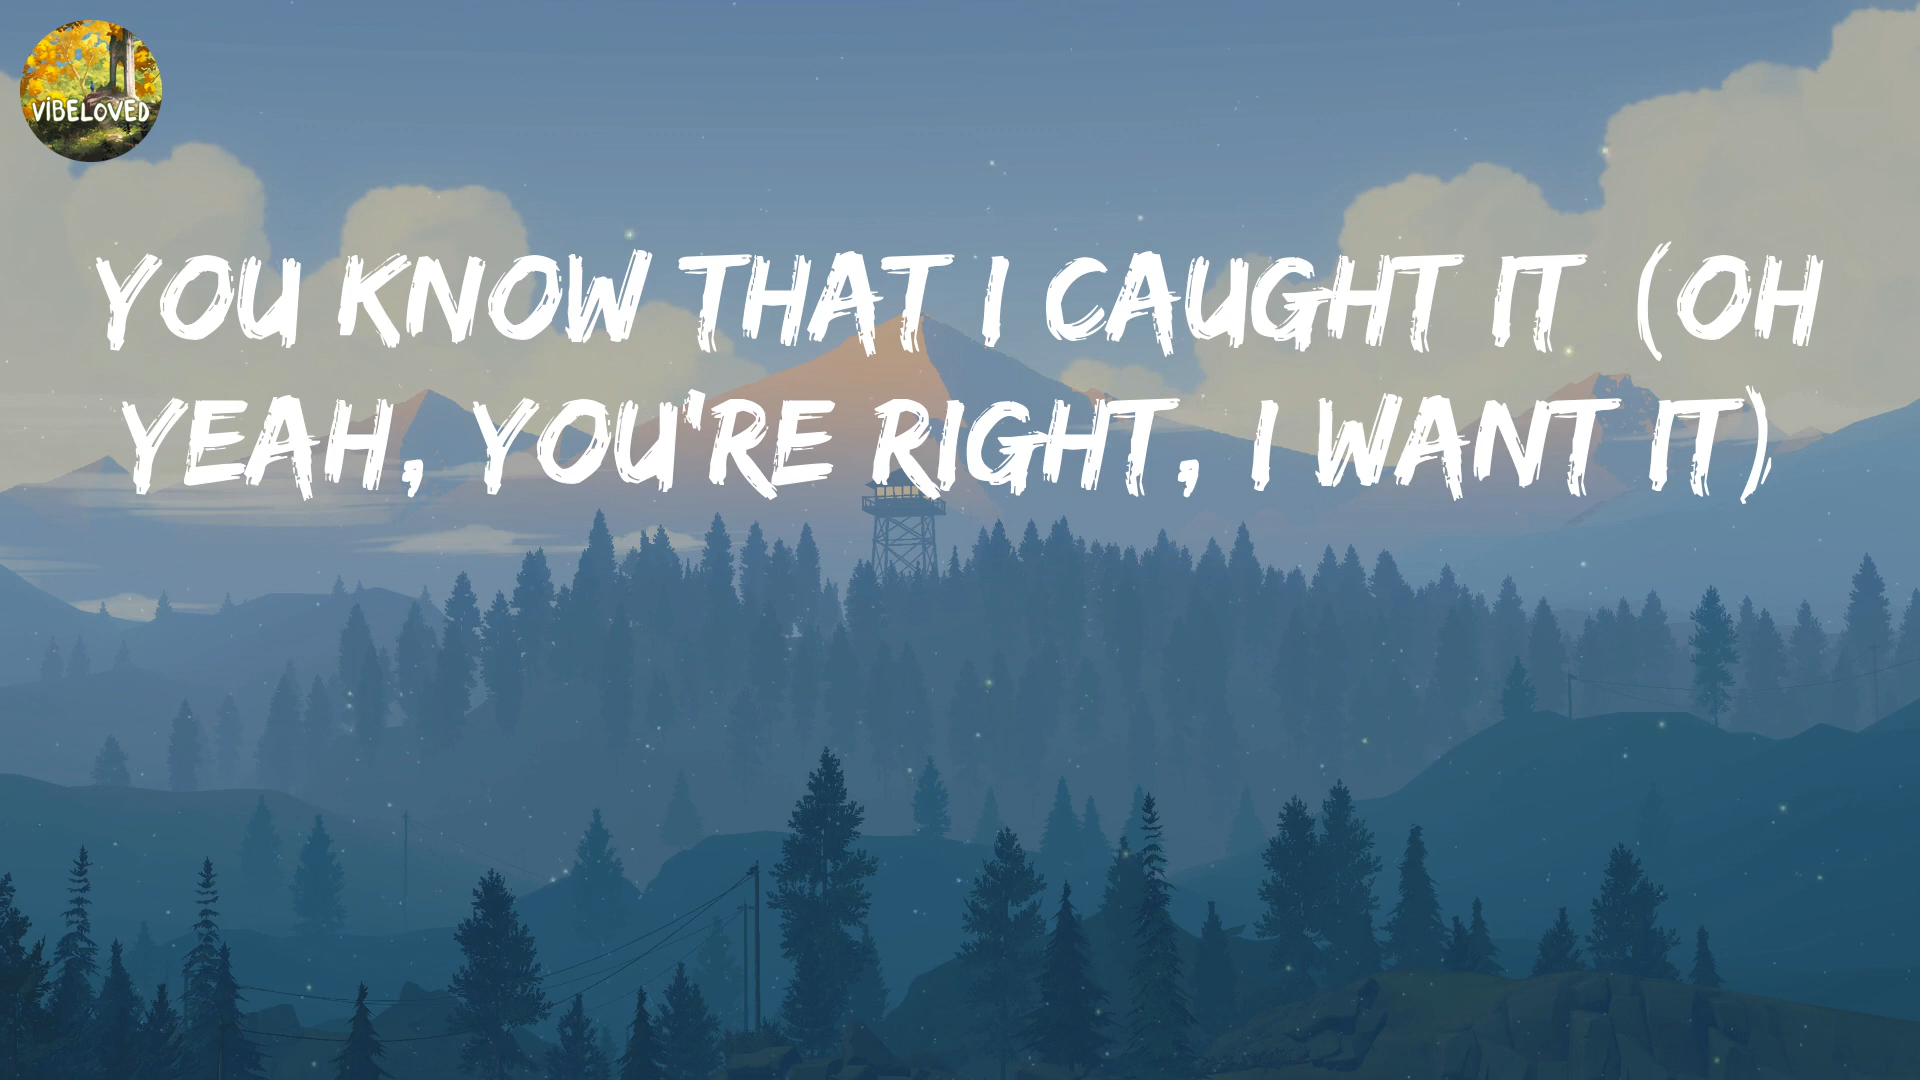 VIBELOVED
YOU KNOW THAT I CAUGHT IT (OH
YEAH, YOU'RE RIGHT, I WANT IT)